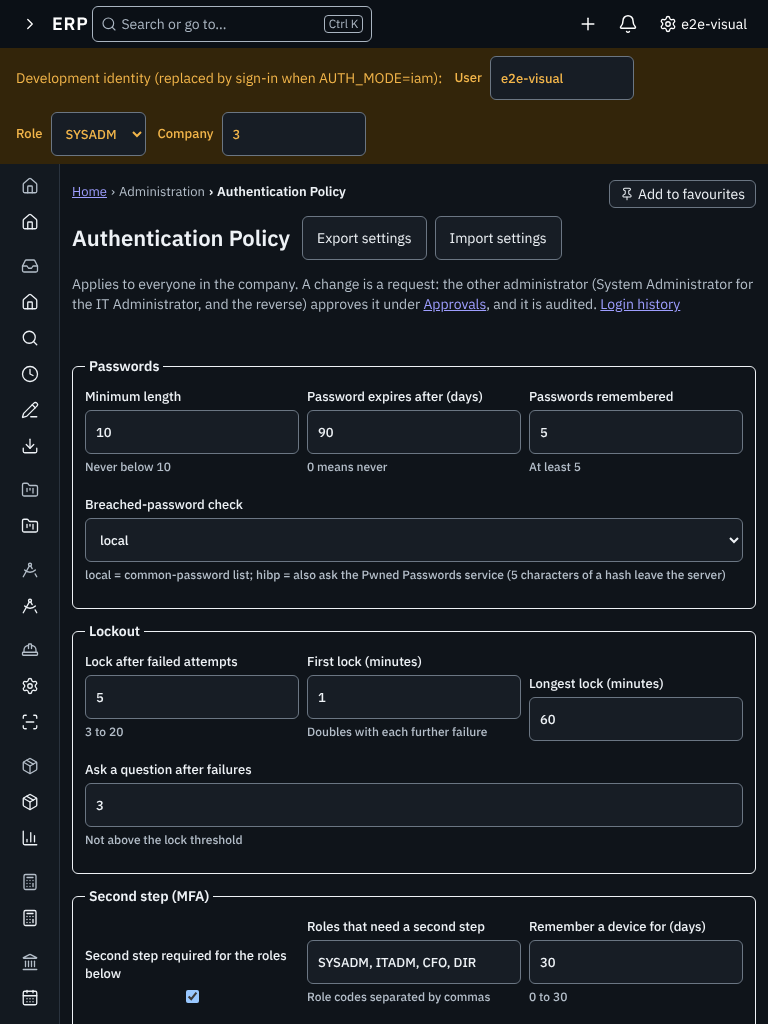 ERP
Search or go to...
Ctrl K
e2e-visual
Development identity (replaced by sign-in when AUTH_MODE=iam):
User
e2e-visual
Role
SYSADM
Company
3
Home › Administration › Authentication Policy
Add to favourites
Authentication Policy
Export settings
Import settings
Applies to everyone in the company. A change is a request: the other administrator (System Administrator for
the IT Administrator, and the reverse) approves it under Approvals, and it is audited. Login history
Passwords
Minimum length
Password expires after (days)
Passwords remembered
10
90
5
Never below 10
0 means never
At least 5
Breached-password check
local
local = common-password list; hibp = also ask the Pwned Passwords service (5 characters of a hash leave the server)
Lockout
Lock after failed attempts
First lock (minutes)
Longest lock (minutes)
5
1
60
3 to 20
Doubles with each further failure
Ask a question after failures
3
Not above the lock threshold
Second step (MFA)
Roles that need a second step
Remember a device for (days)
Second step required for the roles
below
SYSADM, ITADM, CFO, DIR
30
Role codes separated by commas
0 to 30